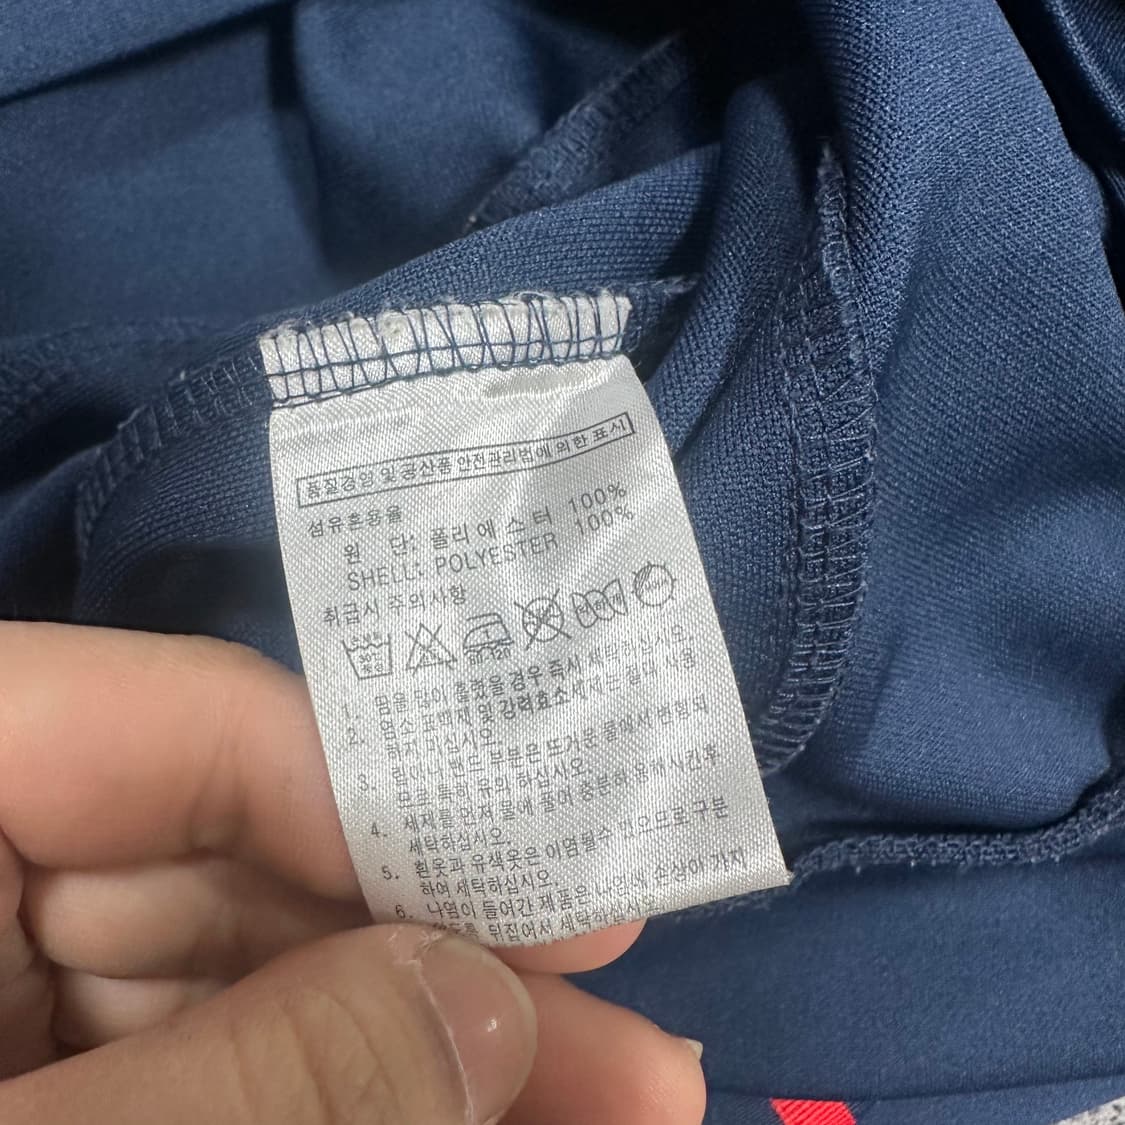 품질경영 및 공산품 안전관리법에 의한 표시
섬유혼용율
원 단: 폴리에스터 100%
SHELL: POLYESTER 100%
취급시 주의사항
1. 땀을 많이 흘렸을 경우 즉시 세탁하십시오.
2. 염소 표백제 및 강력효소세제는 절대 사용
하지 마십시오.
3. 부분은 뜨거운 물에서 변형되
므로 특히 유의 하십시오.
4. 세제를 먼저 물에 풀어 충분히 용해시킨후
세탁하십시오.
5. 흰옷과 유색옷은 이염될수 있으므로 구분
하여 세탁하십시오.
6. 나염이 들어간 제품은 나염에 손상이 가지
않도록 뒤집어서 세탁하십시오